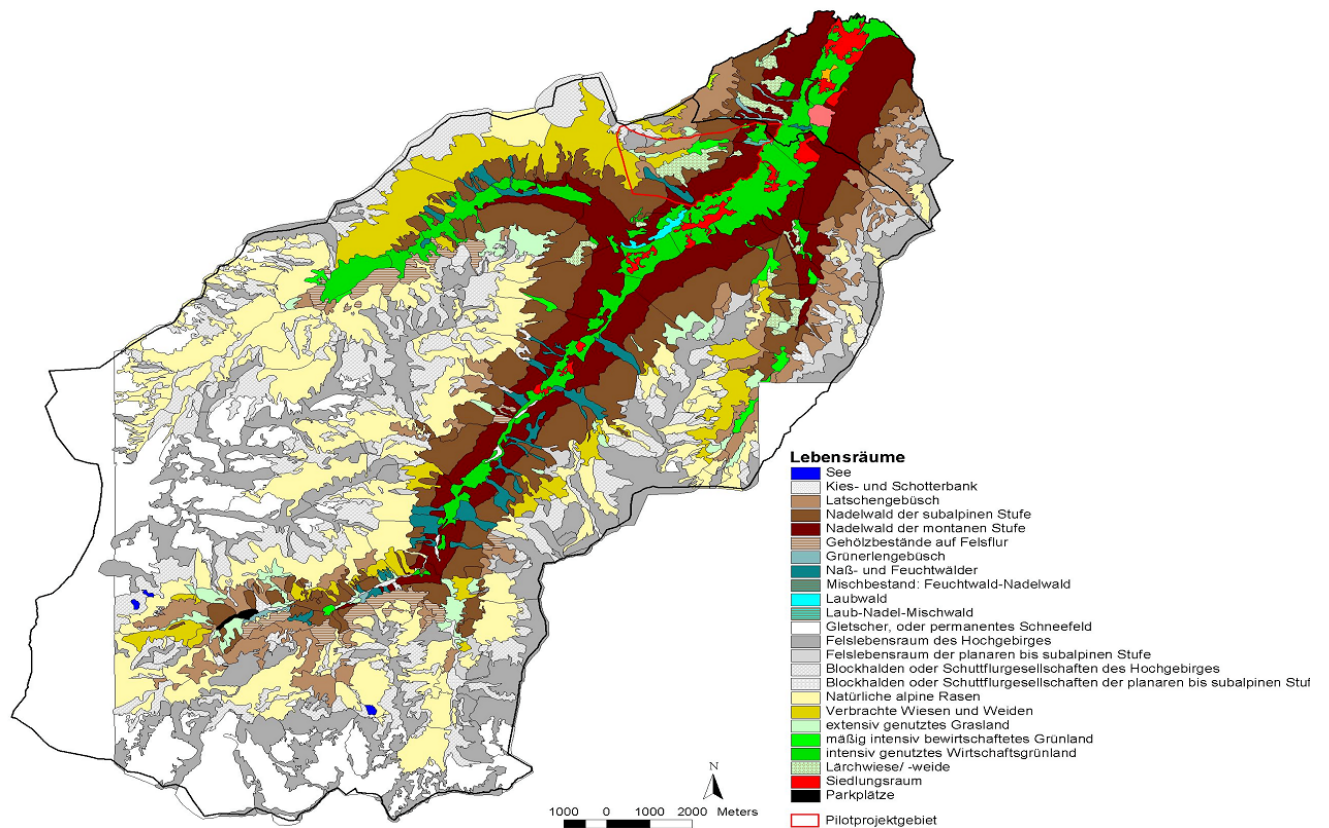 Lebensräume
See
Kies- und Schotterbank
Latschengebüsch
Nadelwald der subalpinen Stufe
Nadelwald der montanen Stufe
Gehölzbestände auf Felsflur
Grünerlengebüsch
Naß- und Feuchtwälder
Mischbestand: Feuchtwald-Nadelwald
Laubwald
Laub-Nadel-Mischwald
Gletscher, oder permanentes Schneefeld
Felslebensraum des Hochgebirges
Felslebensraum der planaren bis subalpinen Stufe
Blockhalden oder Schuttflurgesellschaften des Hochgebirges
Blockhalden oder Schuttflurgesellschaften der planaren bis subalpinen Stuf
Natürliche alpine Rasen
Verbrachte Wiesen und Weiden
extensiv genutztes Grasland
mäßig intensiv bewirtschaftetes Grünland
intensiv genutztes Wirtschaftsgrünland
Lärchwiese/ -weide
Siedlungsraum
Parkplätze
Pilotprojektgebiet
N
1000 0 1000 2000 Meters